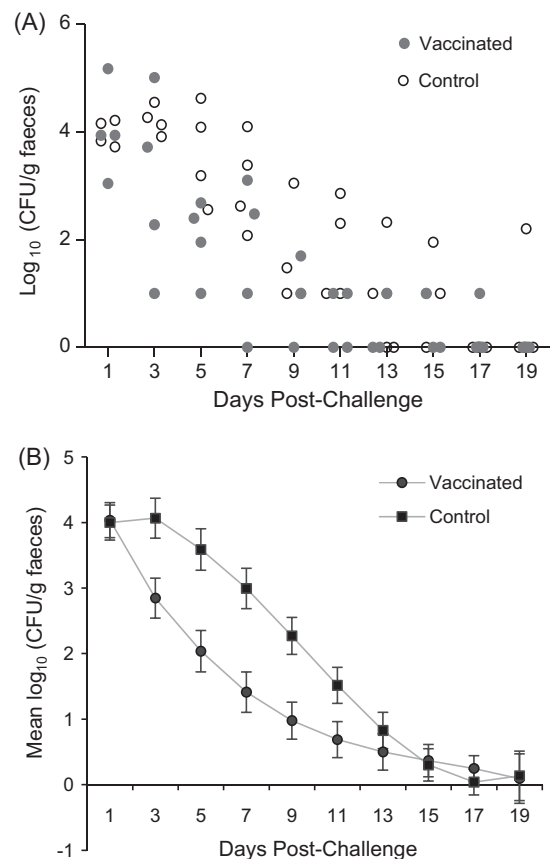 (A)
6
4
2
0
Log10 (CFU/g faeces)
Vaccinated
Control
1 3 5 7 9 11 13 15 17 19
Days Post-Challenge
(B)
5
4
3
2
1
0
-1
Mean log10 (CFU/g faeces)
Vaccinated
Control
1 3 5 7 9 11 13 15 17 19
Days Post-Challenge